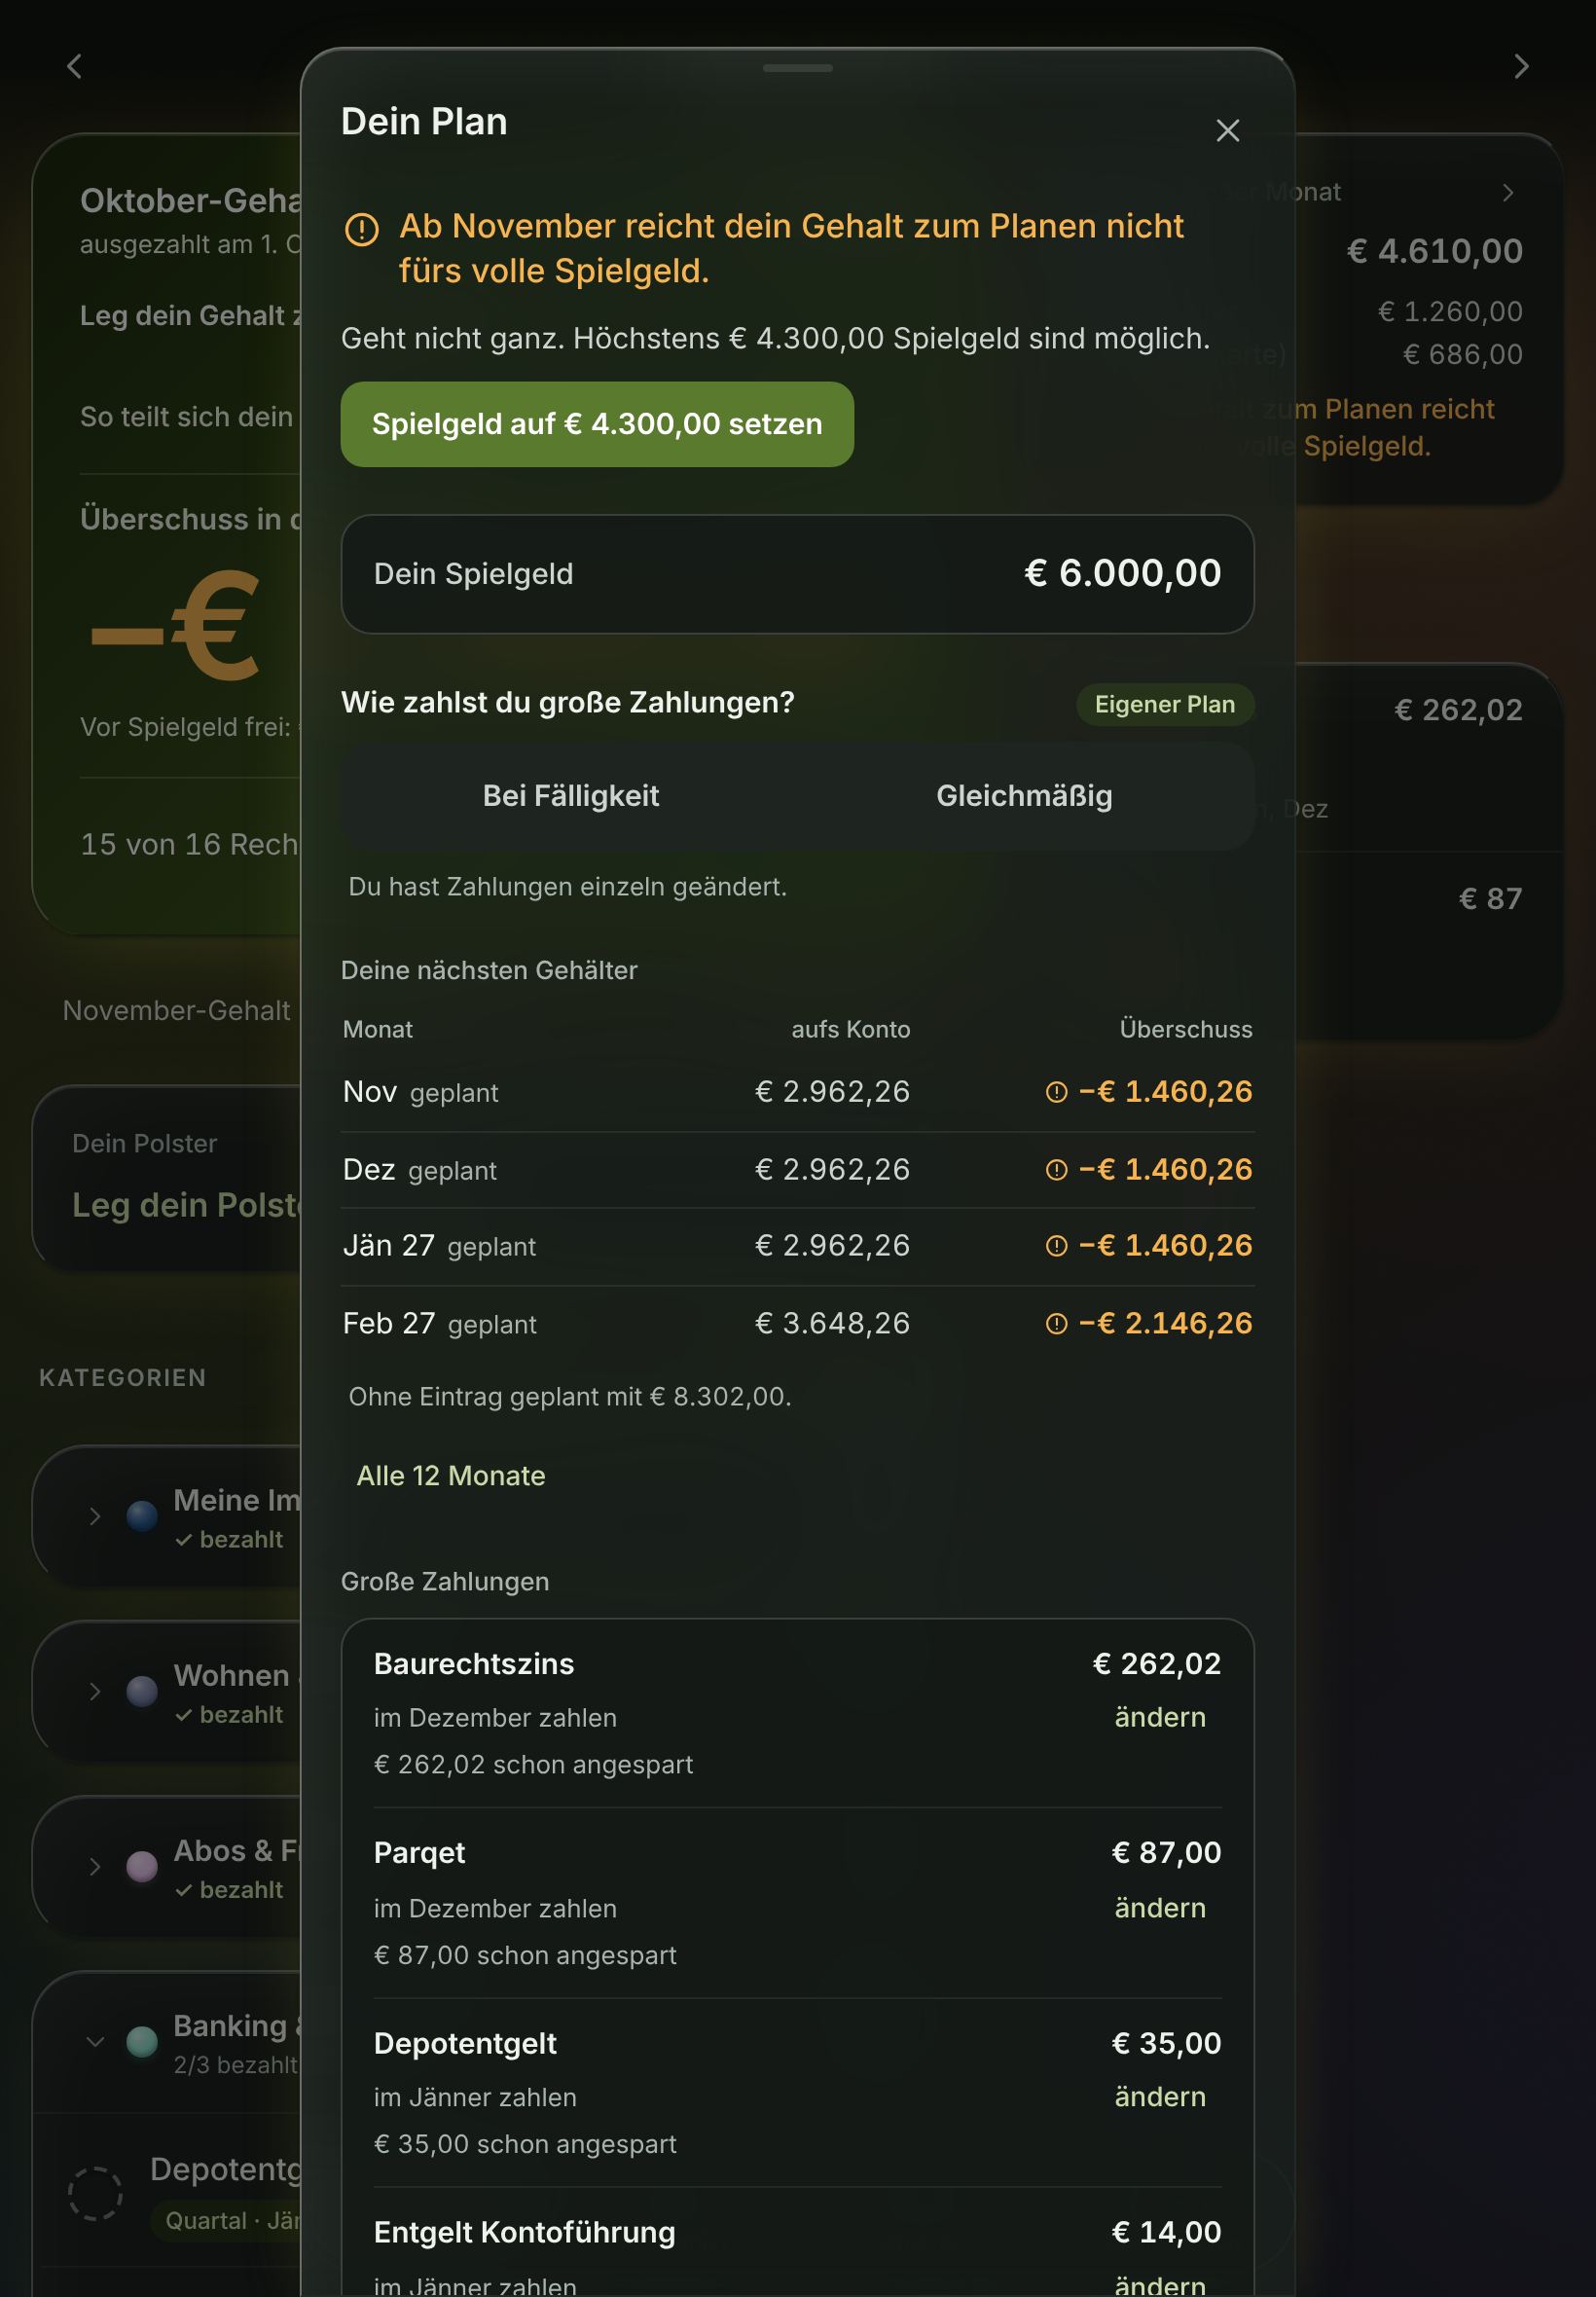 Dein Plan
Ab November reicht dein Gehalt zum Planen nicht
fürs volle Spielgeld.
Geht nicht ganz. Höchstens € 4.300,00 Spielgeld sind möglich.
Spielgeld auf € 4.300,00 setzen
Dein Spielgeld € 6.000,00
Wie zahlst du große Zahlungen? Eigener Plan
Bei Fälligkeit Gleichmäßig
Du hast Zahlungen einzeln geändert.
Deine nächsten Gehälter
Monat aufs Konto Überschuss
Nov geplant € 2.962,26 –€ 1.460,26
Dez geplant € 2.962,26 –€ 1.460,26
Jän 27 geplant € 2.962,26 –€ 1.460,26
Feb 27 geplant € 3.648,26 –€ 2.146,26
Ohne Eintrag geplant mit € 8.302,00.
Alle 12 Monate
Große Zahlungen
Baurechtszins € 262,02
im Dezember zahlen ändern
€ 262,02 schon angespart
Parqet € 87,00
im Dezember zahlen ändern
€ 87,00 schon angespart
Depotentgelt € 35,00
im Jänner zahlen ändern
€ 35,00 schon angespart
Entgelt Kontoführung € 14,00
im Jänner zahlen ändern
Oktober-Geha
ausgezahlt am 1. O
Leg dein Gehalt z
So teilt sich dein
Überschuss in d
–€
Vor Spielgeld frei:
15 von 16 Rech
November-Gehalt
Dein Polster
Leg dein Polste
KATEGORIEN
Meine Im
✓ bezahlt
Wohnen
✓ bezahlt
Abos & F
✓ bezahlt
Banking &
2/3 bezahlt
Depotentg
Quartal · Jän
Monat
€ 4.610,00
€ 1.260,00
€ 686,00
zum Planen reicht
volle Spielgeld.
€ 262,02
Dez
€ 87